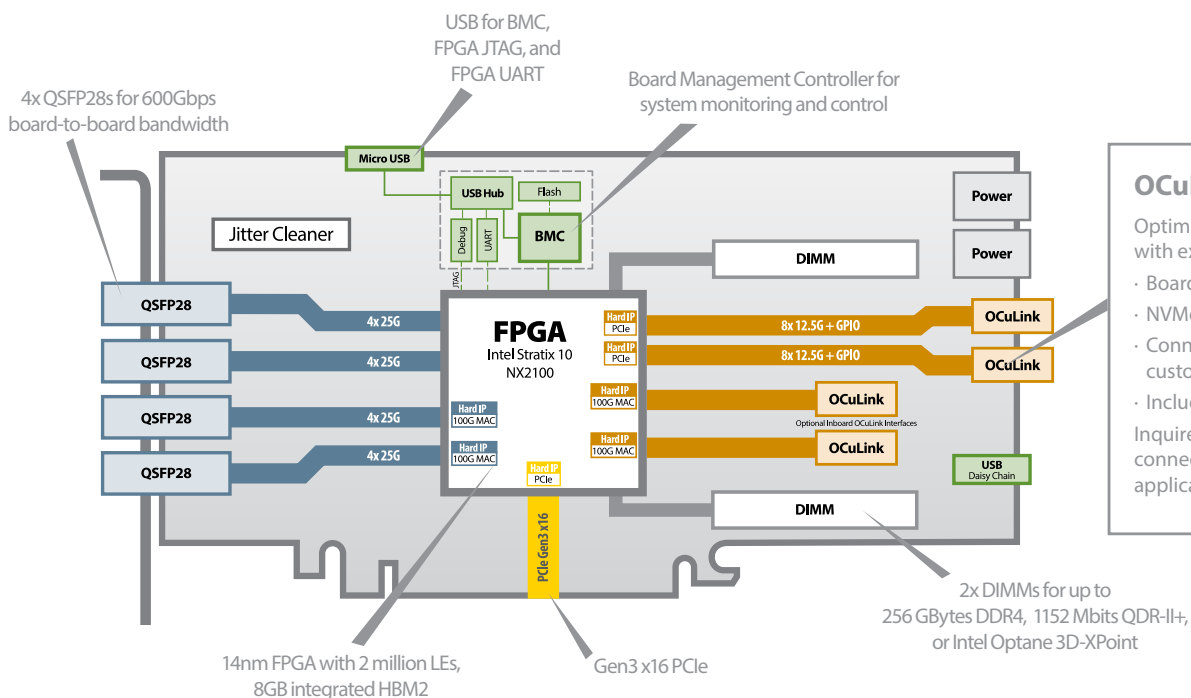 USB for BMC,
FPGA JTAG, and
FPGA UART
Board Management Controller for
system monitoring and control
4x QSFP28s for 600Gbps
board-to-board bandwidth
Micro USB
USB Hub
Flash
Debug
UART
BMC
JTAG
Jitter Cleaner
Power
Power
DIMM
QSFP28
4x 25G
QSFP28
4x 25G
QSFP28
4x 25G
QSFP28
4x 25G
FPGA
Intel Stratix 10
NX2100
Hard IP
PCIe
Hard IP
PCIe
Hard IP
100G MAC
Hard IP
100G MAC
Hard IP
100G MAC
Hard IP
100G MAC
Hard IP
PCIe
8x 12.5G + GPIO
OCuLink
8x 12.5G + GPIO
OCuLink
OCuLink
Optional Inboard OCuLink Interfaces
OCuLink
USB
Daisy Chain
DIMM
PCIe Gen3 x16
2x DIMMs for up to
256 GBytes DDR4, 1152 Mbits QDR-II+,
or Intel Optane 3D-XPoint
Gen3 x16 PCIe
14nm FPGA with 2 million LEs,
8GB integrated HBM2
with
· Board
custo
Inquire